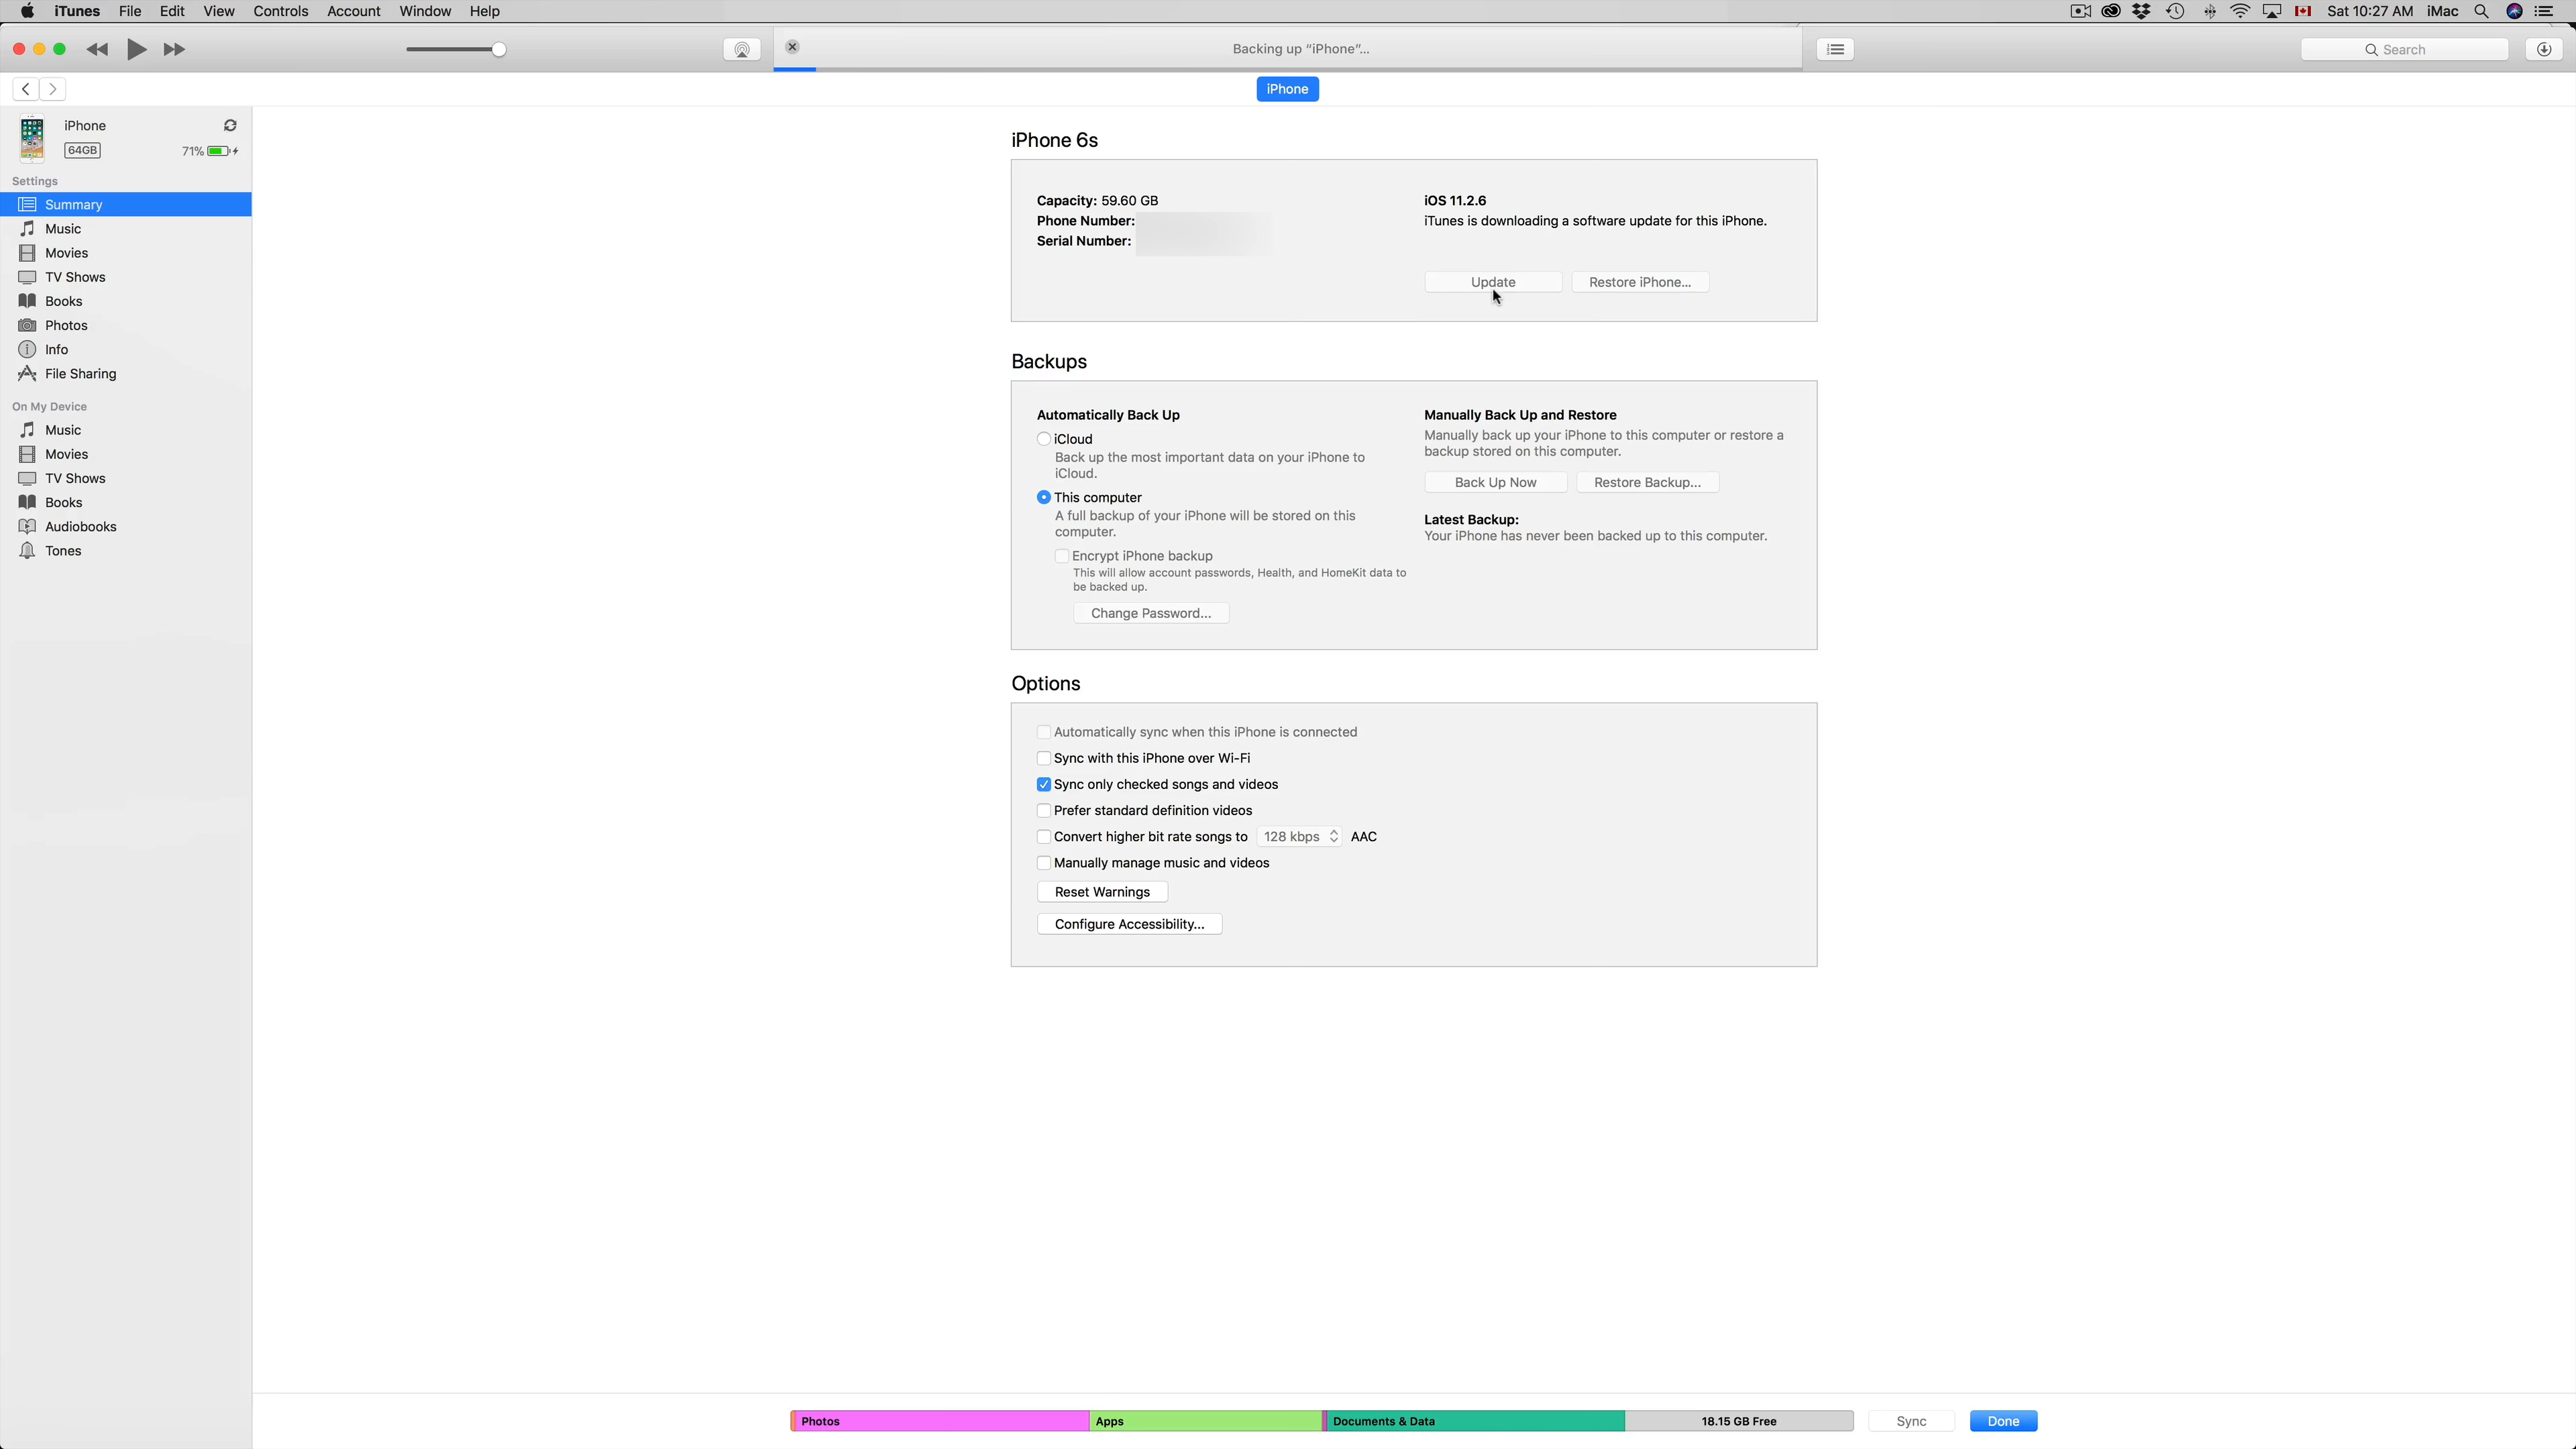 iTunes File Edit View Controls Account Window Help
Sat 10:27 AM iMac
Backing up “iPhone”...
Search
iPhone
iPhone
64GB
71%
Settings
Summary
Music
Movies
TV Shows
Books
Photos
Info
File Sharing
On My Device
Music
Movies
TV Shows
Books
Audiobooks
Tones
iPhone 6s
Capacity: 59.60 GB
Phone Number:
Serial Number:
iOS 11.2.6
iTunes is downloading a software update for this iPhone.
Update
Restore iPhone...
Backups
Automatically Back Up
iCloud
Back up the most important data on your iPhone to
iCloud.
This computer
A full backup of your iPhone will be stored on this
computer.
Encrypt iPhone backup
This will allow account passwords, Health, and HomeKit data to
be backed up.
Change Password...
Manually Back Up and Restore
Manually back up your iPhone to this computer or restore a
backup stored on this computer.
Back Up Now
Restore Backup...
Latest Backup:
Your iPhone has never been backed up to this computer.
Options
Automatically sync when this iPhone is connected
Sync with this iPhone over Wi-Fi
Sync only checked songs and videos
Prefer standard definition videos
Convert higher bit rate songs to 128 kbps AAC
Manually manage music and videos
Reset Warnings
Configure Accessibility...
Photos
Apps
Documents & Data
18.15 GB Free
Sync
Done